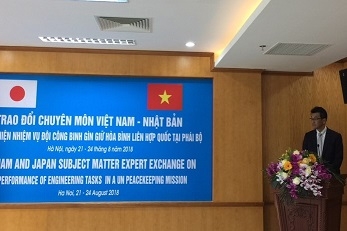 TRAO ĐỔI CHUYÊN MÔN VIỆT NAM - NHẬT BẢN
HIỆN NHIỆM VỤ ĐỘI CÔNG BINH GÌN GIỮ HÒA BÌNH LIÊN HỢP QUỐC TẠI PHÁI BỘ
Hà Nội, ngày 21 - 24 tháng 8 năm 2018
NAM AND JAPAN SUBJECT MATTER EXPERT EXCHANGE ON
PERFORMANCE OF ENGINEERING TASKS IN A UN PEACEKEEPING MISSION
Ha Noi, 21 - 24 August 2018